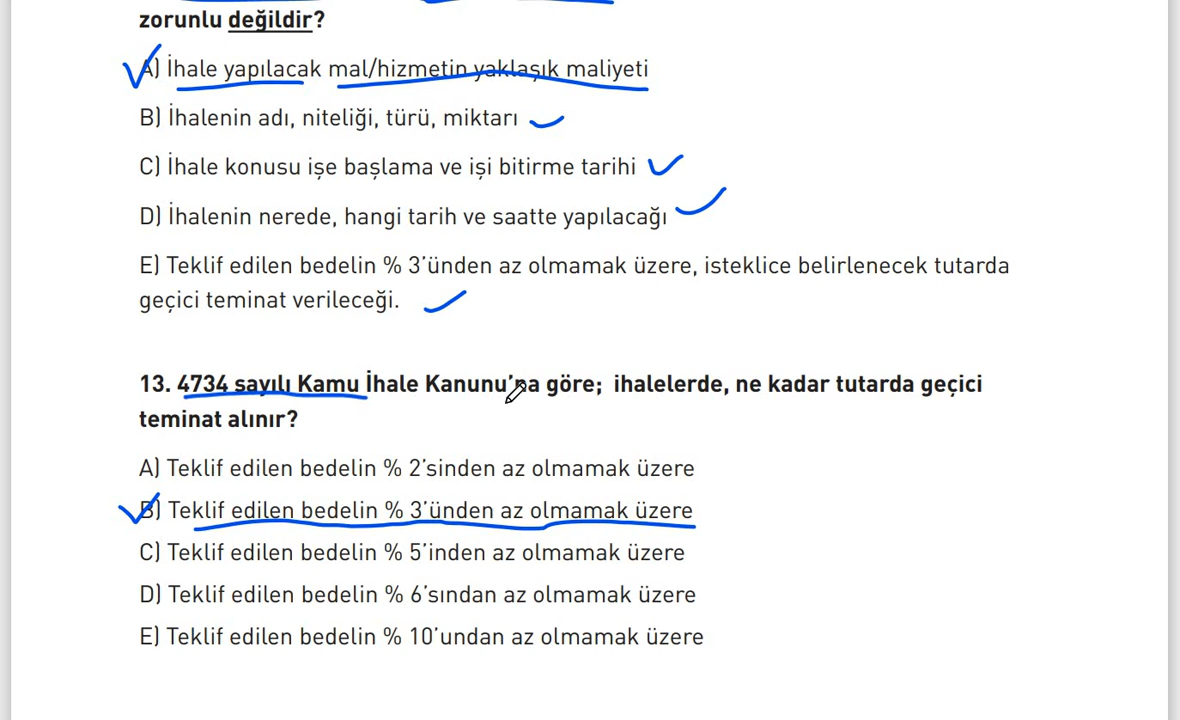 zorunlu değildir?
A) İhale yapılacak mal/hizmetin yaklaşık maliyeti
B) İhalenin adı, niteliği, türü, miktarı
C) İhale konusu işe başlama ve işi bitirme tarihi
D) İhalenin nerede, hangi tarih ve saatte yapılacağı
E) Teklif edilen bedelin % 3'ünden az olmamak üzere, isteklice belirlenecek tutarda
geçici teminat verileceği.
13. 4734 sayılı Kamu İhale Kanunu'na göre; ihalelerde, ne kadar tutarda geçici
teminat alınır?
A) Teklif edilen bedelin % 2'sinden az olmamak üzere
B) Teklif edilen bedelin % 3'ünden az olmamak üzere
C) Teklif edilen bedelin % 5'inden az olmamak üzere
D) Teklif edilen bedelin % 6'sından az olmamak üzere
E) Teklif edilen bedelin % 10'undan az olmamak üzere